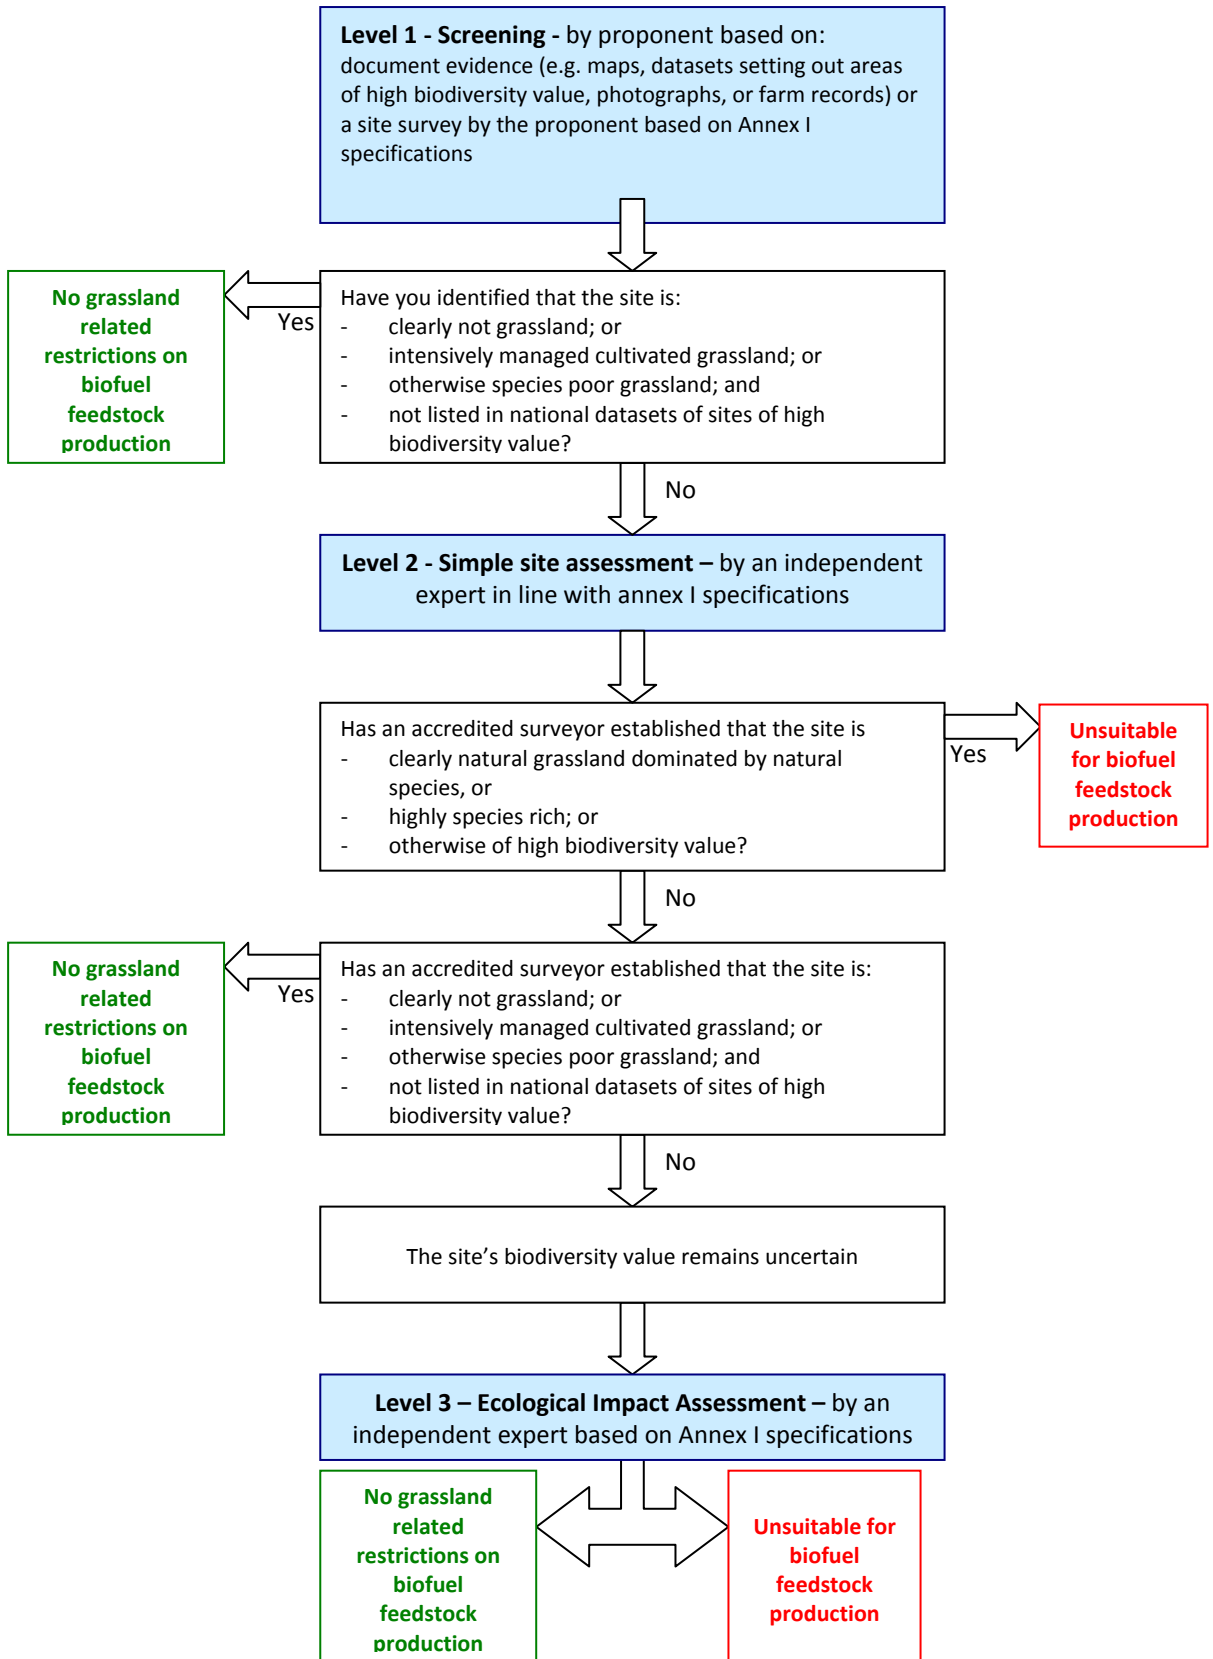 Level 1 - Screening - by proponent based on:
document evidence (e.g. maps, datasets setting out areas
of high biodiversity value, photographs, or farm records) or
a site survey by the proponent based on Annex I
specifications
No grassland
related
restrictions on
biofuel
feedstock
production
Yes
Have you identified that the site is:
- clearly not grassland; or
- intensively managed cultivated grassland; or
- otherwise species poor grassland; and
- not listed in national datasets of sites of high
biodiversity value?
No
Level 2 - Simple site assessment – by an independent
expert in line with annex I specifications
Has an accredited surveyor established that the site is
- clearly natural grassland dominated by natural
species, or
- highly species rich; or
- otherwise of high biodiversity value?
Yes
Unsuitable
for biofuel
feedstock
production
No
No grassland
related
restrictions on
biofuel
feedstock
production
Yes
Has an accredited surveyor established that the site is:
- clearly not grassland; or
- intensively managed cultivated grassland; or
- otherwise species poor grassland; and
- not listed in national datasets of sites of high
biodiversity value?
No
The site's biodiversity value remains uncertain
Level 3 – Ecological Impact Assessment – by an
independent expert based on Annex I specifications
No grassland
related
restrictions on
biofuel
feedstock
production
Unsuitable for
biofuel
feedstock
production